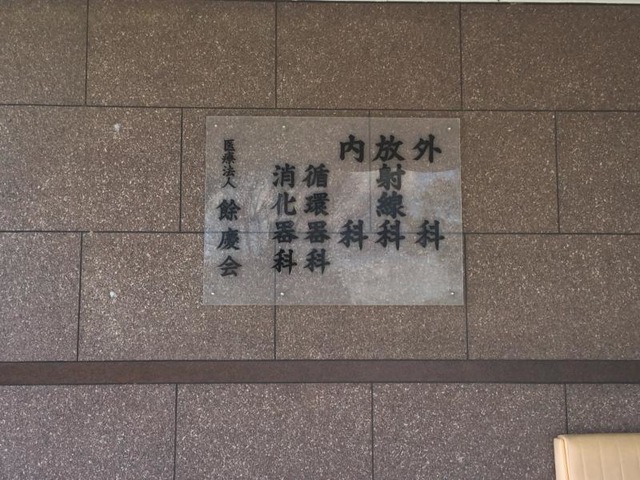 外科
放射線科
内科
循環器科
消化器科
医療法人 餘慶会